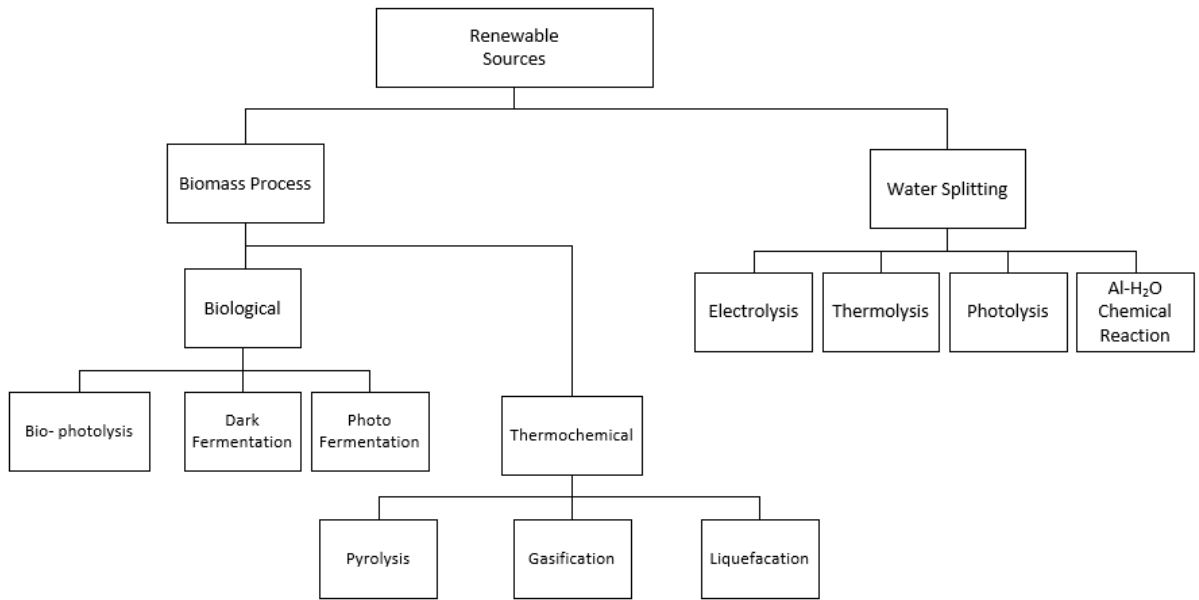 Renewable
Sources
Biomass Process
Water Splitting
Biological
Electrolysis
Thermolysis
Photolysis
Al-H₂O
Chemical
Reaction
Bio- photolysis
Dark
Fermentation
Photo
Fermentation
Thermochemical
Pyrolysis
Gasification
Liquefacation